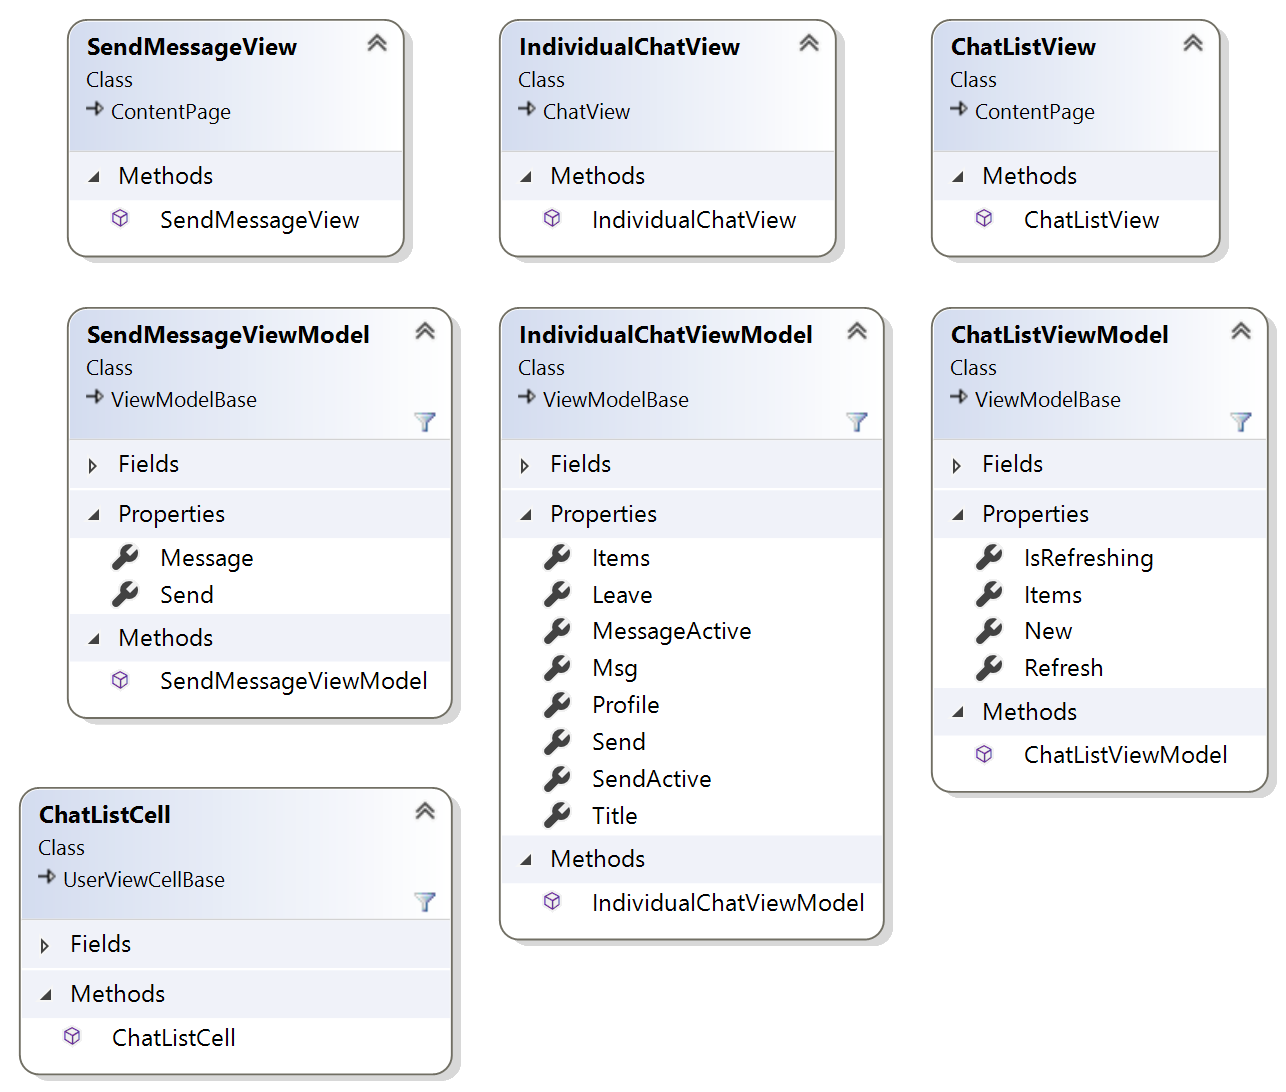 SendMessageView
Class
ContentPage
Methods
SendMessageView
IndividualChatView
Class
ChatView
Methods
IndividualChatView
ChatListView
Class
ContentPage
Methods
ChatListView
SendMessageViewModel
Class
ViewModelBase
Fields
Properties
Message
Send
Methods
SendMessageViewModel
IndividualChatViewModel
Class
ViewModelBase
Fields
Properties
Items
Leave
MessageActive
Msg
Profile
Send
SendActive
Title
Methods
IndividualChatViewModel
ChatListViewModel
Class
ViewModelBase
Fields
Properties
IsRefreshing
Items
New
Refresh
Methods
ChatListViewModel
ChatListCell
Class
UserViewCellBase
Fields
Methods
ChatListCell